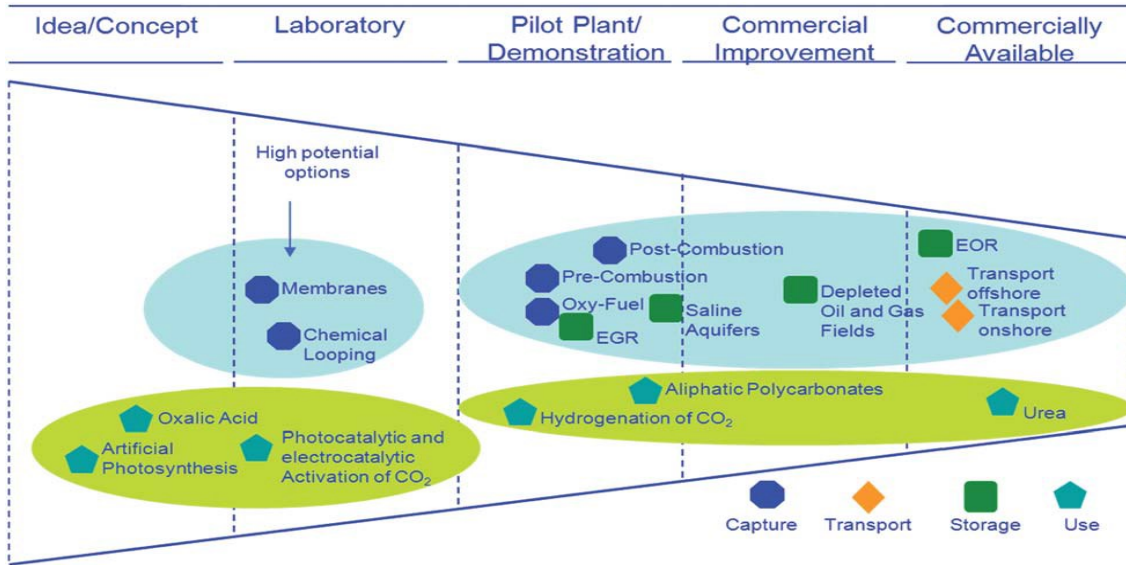 Idea/Concept
Laboratory
Pilot Plant/
Demonstration
Commercial
Improvement
Commercially
Available
High potential
options
Membranes
Chemical
Looping
Post-Combustion
Pre-Combustion
Oxy-Fuel
EGR
Saline
Aquifers
Depleted
Oil and Gas
Fields
EOR
Transport
offshore
Transport
onshore
Oxalic Acid
Artificial
Photosynthesis
Photocatalytic and
electrocatalytic
Activation of CO₂
Aliphatic Polycarbonates
Hydrogenation of CO₂
Urea
Capture
Transport
Storage
Use